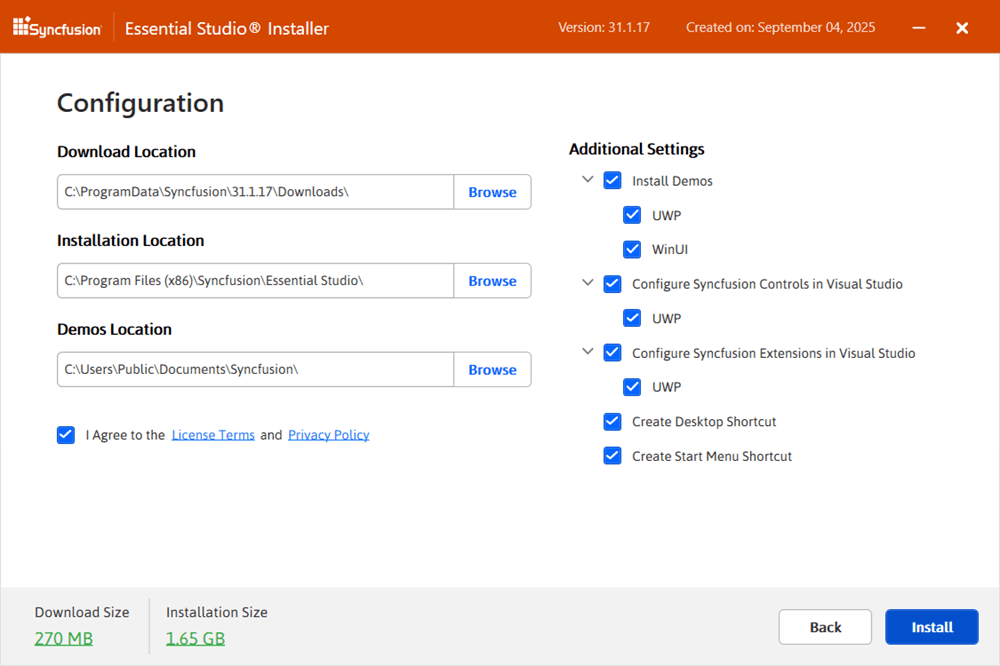 Syncfusion Essential Studio® Installer Version: 31.1.17 Created on: September 04, 2025
Configuration
Download Location
C:\ProgramData\Syncfusion\31.1.17\Downloads\ Browse
Installation Location
C:\Program Files (x86)\Syncfusion\Essential Studio\ Browse
Demos Location
C:\Users\Public\Documents\Syncfusion\ Browse
I Agree to the License Terms and Privacy Policy
Additional Settings
Install Demos
UWP
WinUI
Configure Syncfusion Controls in Visual Studio
UWP
Configure Syncfusion Extensions in Visual Studio
UWP
Create Desktop Shortcut
Create Start Menu Shortcut
Download Size
270 MB
Installation Size
1.65 GB
Back Install